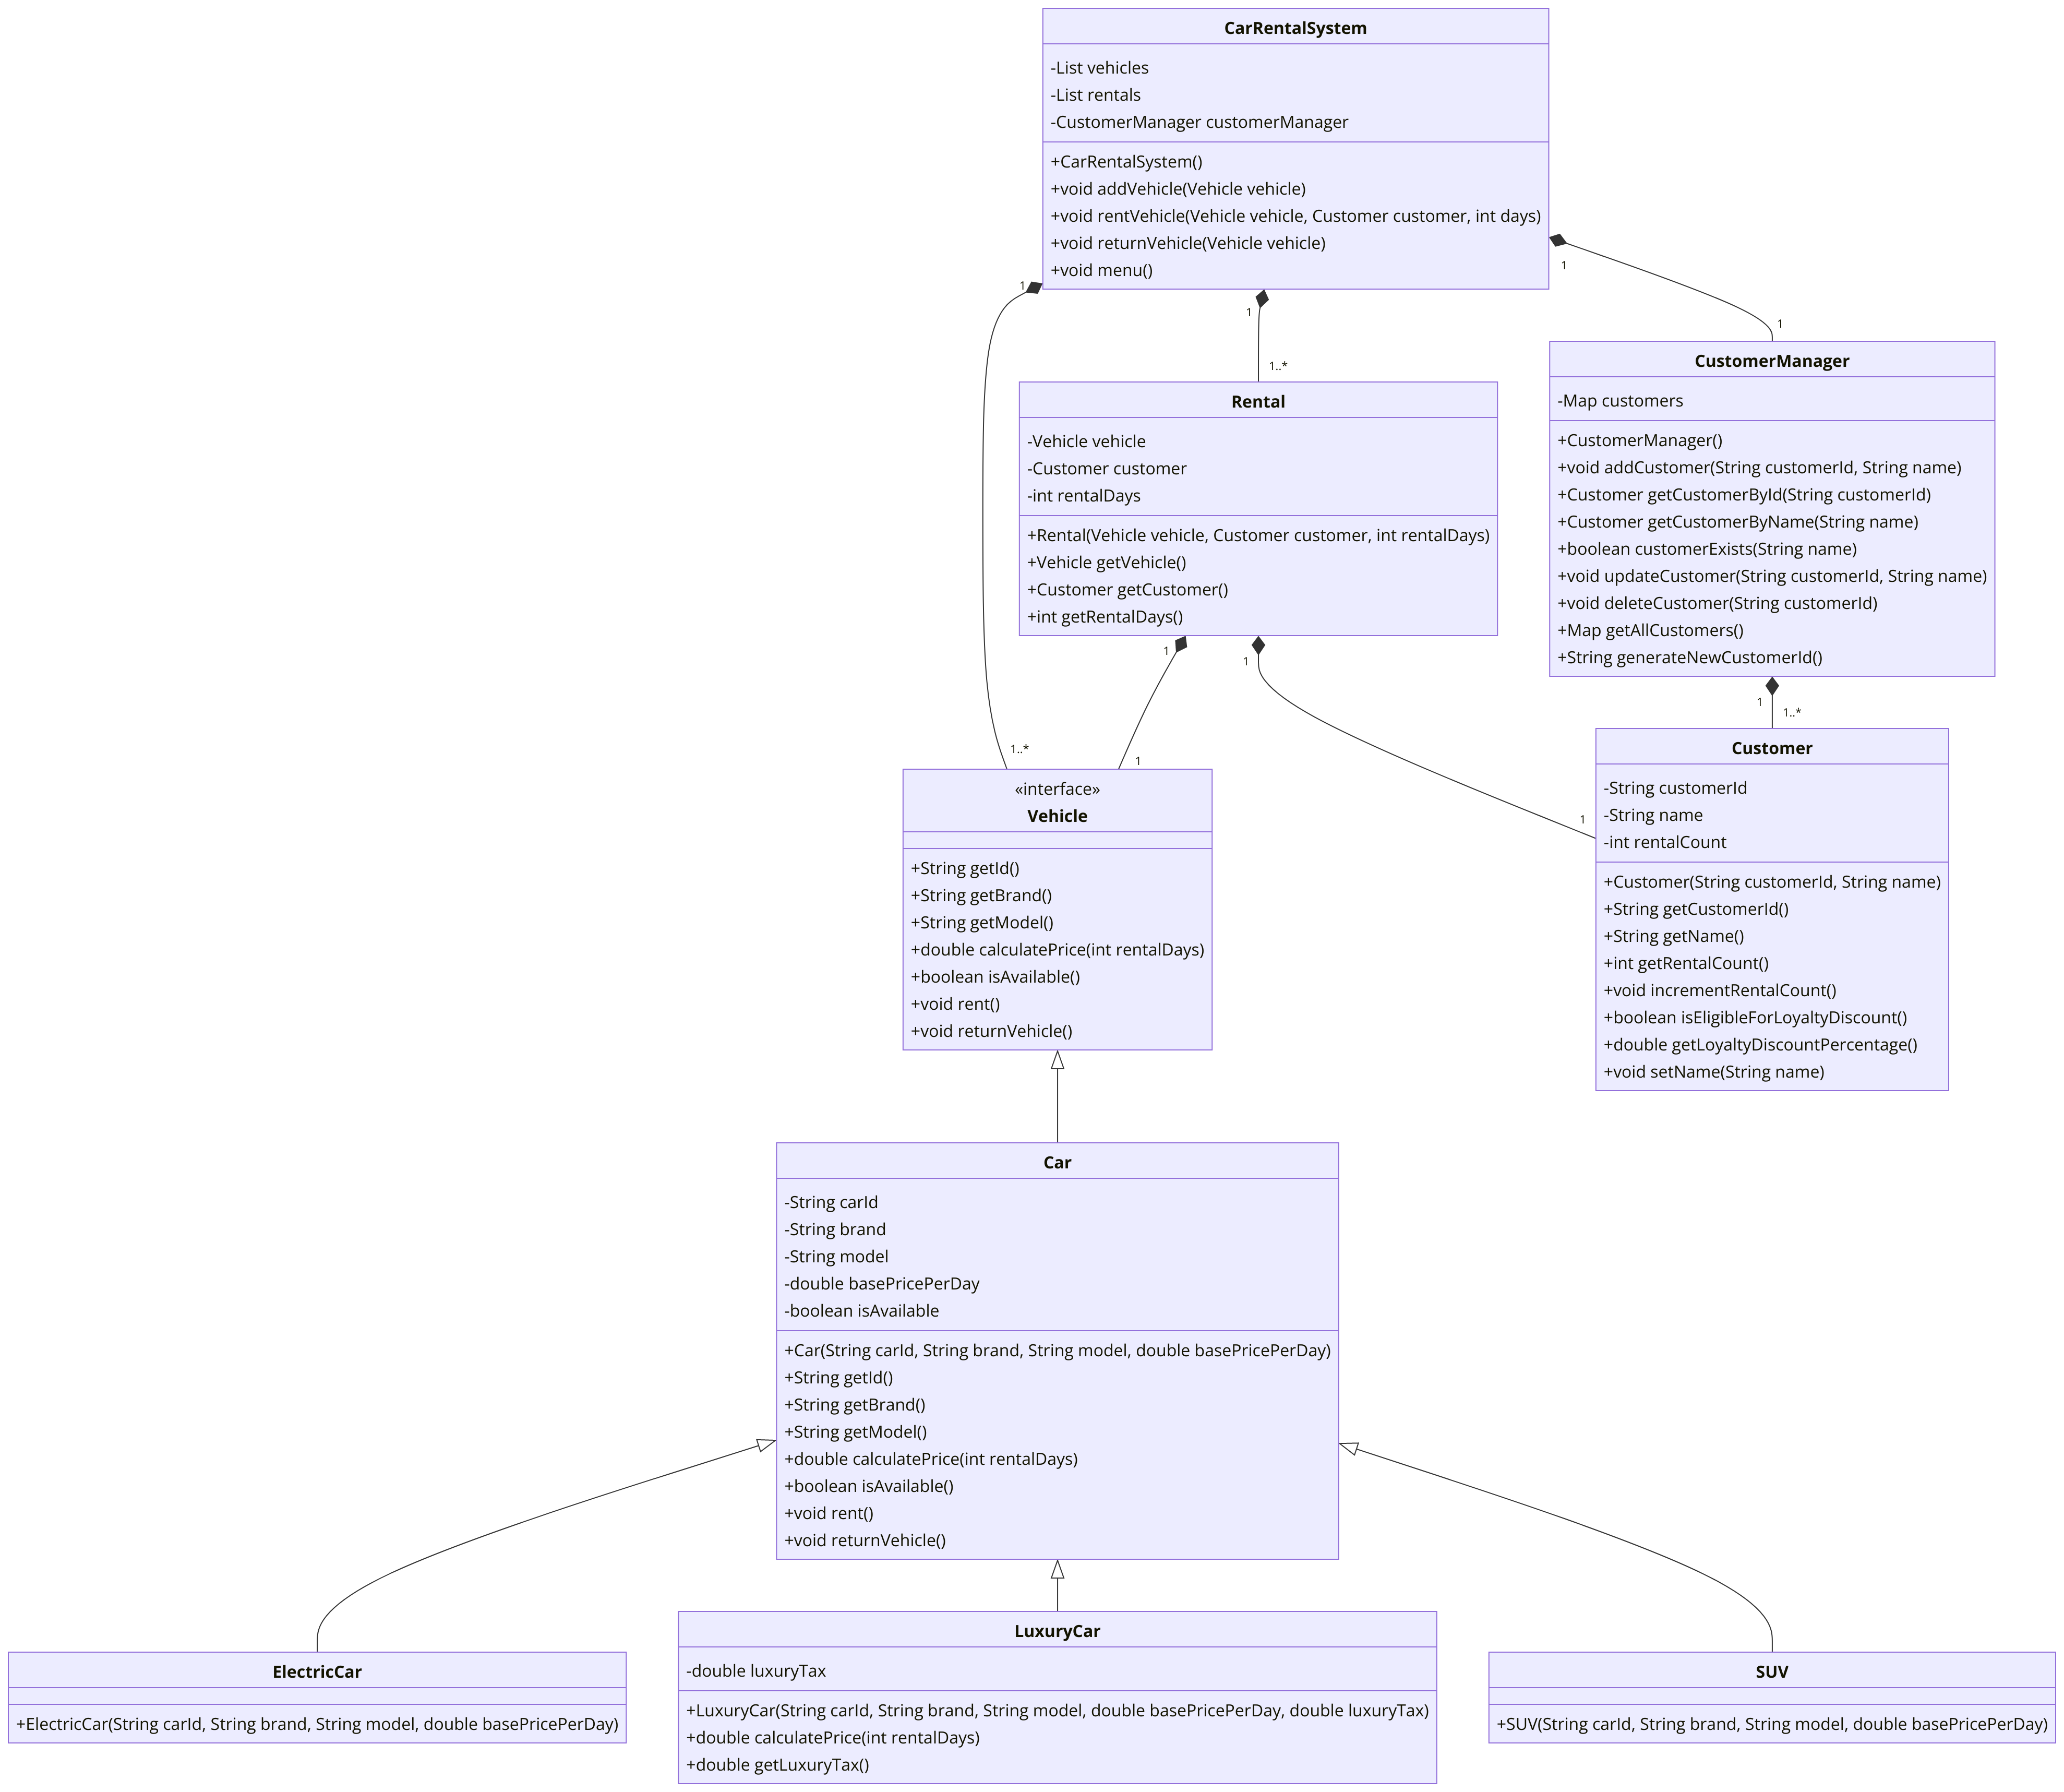 CarRentalSystem
-List vehicles
-List rentals
-CustomerManager customerManager
+CarRentalSystem()
+void addVehicle(Vehicle vehicle)
+void rentVehicle(Vehicle vehicle, Customer customer, int days)
+void returnVehicle(Vehicle vehicle)
+void menu()
1
1
1
1
1..*
CustomerManager
-Map customers
+CustomerManager()
+void addCustomer(String customerId, String name)
+Customer getCustomerById(String customerId)
+Customer getCustomerByName(String name)
+boolean customerExists(String name)
+void updateCustomer(String customerId, String name)
+void deleteCustomer(String customerId)
+Map getAllCustomers()
+String generateNewCustomerId()
Rental
-Vehicle vehicle
-Customer customer
-int rentalDays
+Rental(Vehicle vehicle, Customer customer, int rentalDays)
+Vehicle getVehicle()
+Customer getCustomer()
+int getRentalDays()
1
1
1
1..*
1..*
1
1
Customer
-String customerId
-String name
-int rentalCount
+Customer(String customerId, String name)
+String getCustomerId()
+String getName()
+int getRentalCount()
+void incrementRentalCount()
+boolean isEligibleForLoyaltyDiscount()
+double getLoyaltyDiscountPercentage()
+void setName(String name)
«interface»
Vehicle
+String getId()
+String getBrand()
+String getModel()
+double calculatePrice(int rentalDays)
+boolean isAvailable()
+void rent()
+void returnVehicle()
Car
-String carId
-String brand
-String model
-double basePricePerDay
-boolean isAvailable
+Car(String carId, String brand, String model, double basePricePerDay)
+String getId()
+String getBrand()
+String getModel()
+double calculatePrice(int rentalDays)
+boolean isAvailable()
+void rent()
+void returnVehicle()
ElectricCar
+ElectricCar(String carId, String brand, String model, double basePricePerDay)
LuxuryCar
-double luxuryTax
+LuxuryCar(String carId, String brand, String model, double basePricePerDay, double luxuryTax)
+double calculatePrice(int rentalDays)
+double getLuxuryTax()
SUV
+SUV(String carId, String brand, String model, double basePricePerDay)